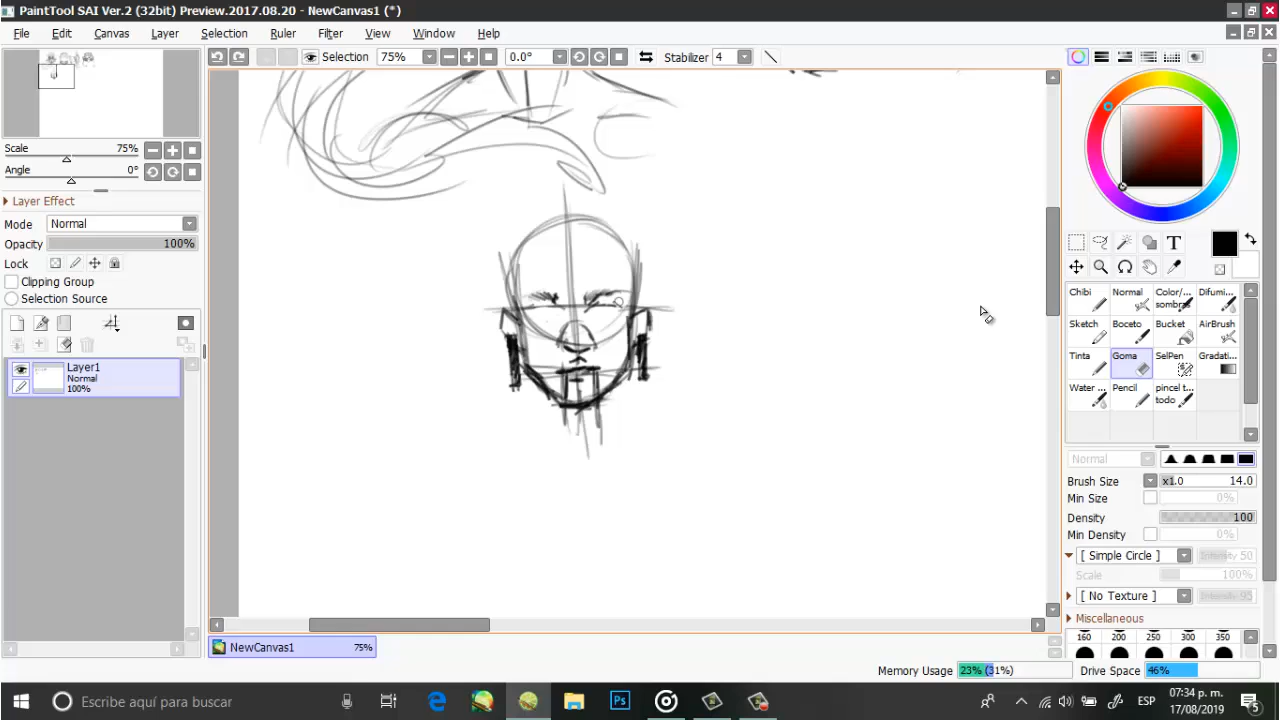 PaintTool SAI Ver.2 (32bit) Preview.2017.08.20 - NewCanvas1 (*)
File Edit Canvas Layer Selection Ruler Filter View Window Help
Selection 75% 0.0° Stabilizer 4
Scale 75%
Angle 0°
Layer Effect
Mode Normal
Opacity 100%
Lock
Clipping Group
Selection Source
Layer1
Normal
100%
T
Chibi Normal Color/... sombras Difumi...
Sketch Boceto Bucket AirBrush
Tinta Goma SelPen Gradati...
Water ... Pencil pincel t... todo
Normal
Brush Size x1.0 14.0
Min Size 0%
Density 100
Min Density 0%
[ Simple Circle ] Intensity 50
Scale 100%
[ No Texture ] Intensity 95
Miscellaneous
160 200 250 300 350
NewCanvas1 75%
Memory Usage 23% (31%) Drive Space 46%
Escribe aquí para buscar
Ps
ESP
07:34 p. m.
17/08/2019
5